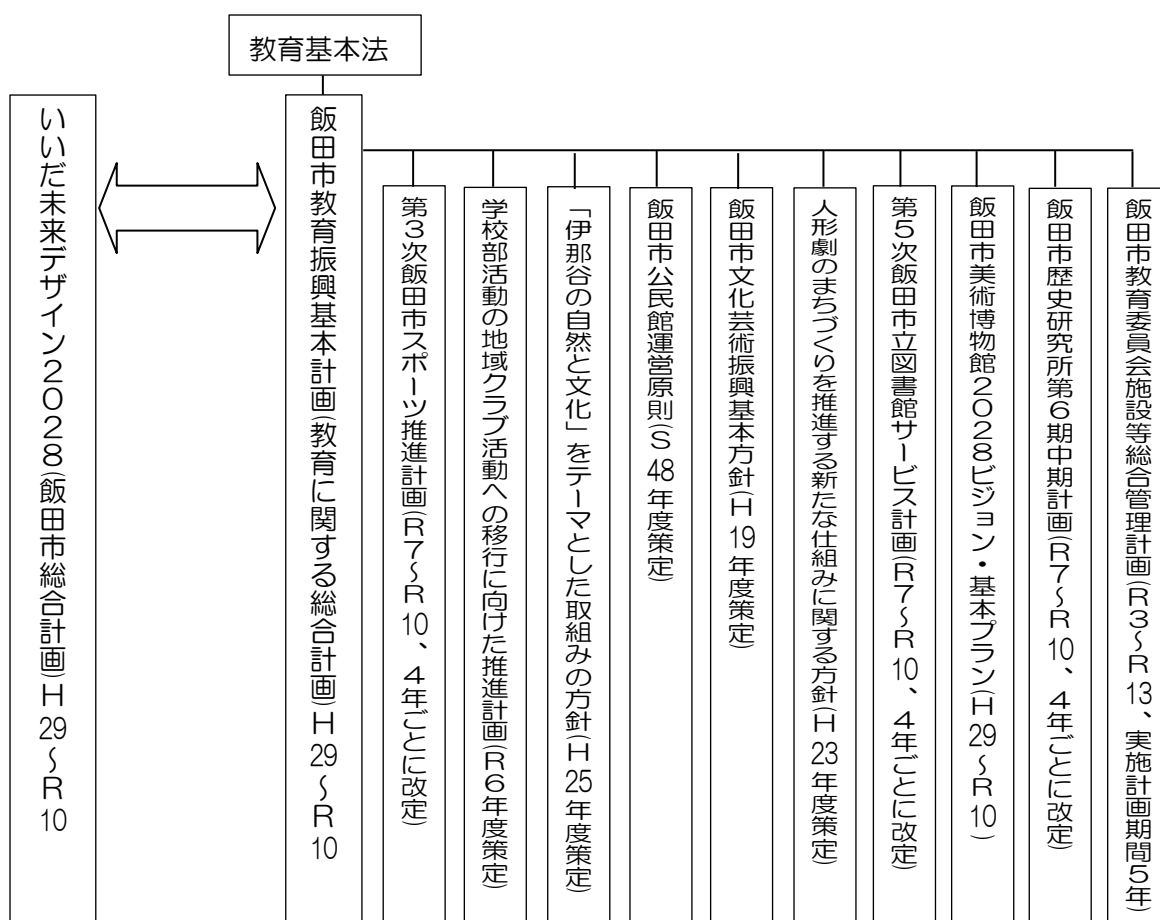 教育基本法
いいだ未来デザイン2028(飯田市総合計画)H29~R10
飯田市教育振興基本計画(教育に関する総合計画)H29~R10
第3次飯田市スポーツ推進計画(R7~R10、4年ごとに改定)
学校部活動の地域クラブ活動への移行に向けた推進計画(R6年度策定)
「伊那谷の自然と文化」をテーマとした取組みの方針(H25年度策定)
飯田市公民館運営原則(S48年度策定)
飯田市文化芸術振興基本方針(H19年度策定)
人形劇のまちづくりを推進する新たな仕組みに関する方針(H23年度策定)
第5次飯田市立図書館サービス計画(R7~R10、4年ごとに改定)
飯田市美術博物館2028ビジョン・基本プラン(H29~R10)
飯田市歴史研究所第6期中期計画(R7~R10、4年ごとに改定)
飯田市教育委員会施設等総合管理計画(R3~R13、実施計画期間5年)